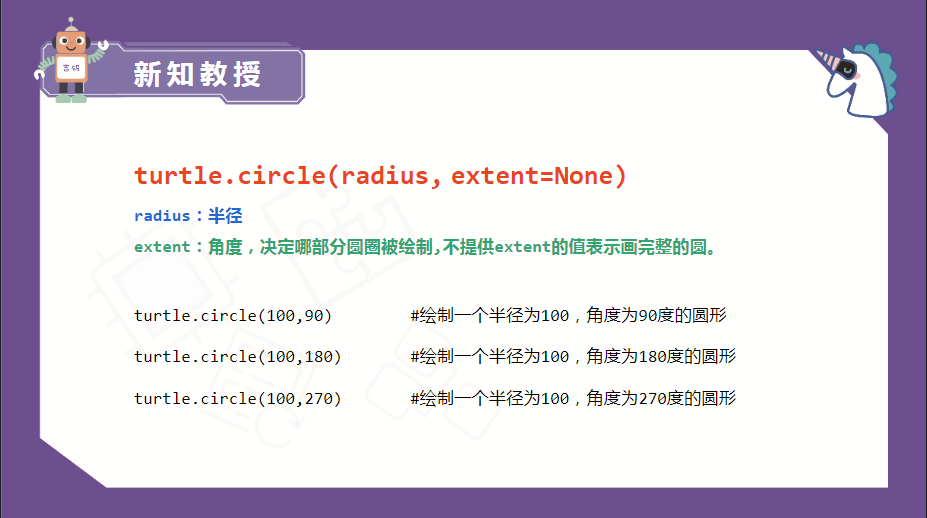 新知教授
turtle.circle(radius, extent=None)
radius：半径
extent：角度，决定哪部分圆圈被绘制,不提供extent的值表示画完整的圆。
turtle.circle(100,90) #绘制一个半径为100，角度为90度的圆形
turtle.circle(100,180) #绘制一个半径为100，角度为180度的圆形
turtle.circle(100,270) #绘制一个半径为100，角度为270度的圆形